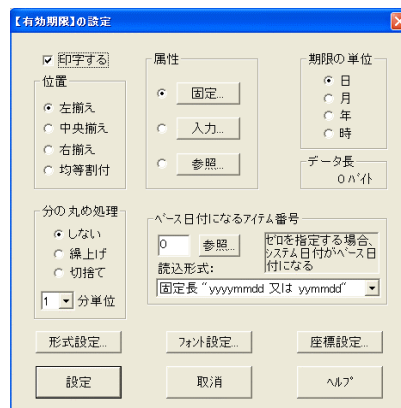 【有効期限】の設定
印字する
位置
左揃え
中央揃え
右揃え
均等割付
属性
固定...
入力...
参照...
期限の単位
日
月
年
時
データ長
0 ﾊﾞｲﾄ
分の丸め処理
しない
繰上げ
切捨て
1 分単位
ﾍﾞｰｽ日付になるｱｲﾃﾑ番号
0 参照...
ｾﾞﾛを指定する場合、
ｼｽﾃﾑ日付がﾍﾞｰｽ日
付になる
読込形式:
固定長 "yyyymmdd 又は yymmdd"
形式設定...
ﾌｫﾝﾄ設定...
座標設定...
設定
取消
ﾍﾙﾌﾟ